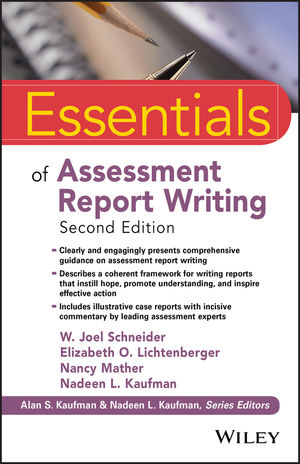 Essentials
of Assessment
Report Writing
Second Edition
Clearly and engagingly presents comprehensive
guidance on assessment report writing
Describes a coherent framework for writing reports
that instill hope, promote understanding, and inspire
effective action
Includes illustrative case reports with incisive
commentary by leading assessment experts
W. Joel Schneider
Elizabeth O. Lichtenberger
Nancy Mather
Nadeen L. Kaufman
Alan S. Kaufman & Nadeen L. Kaufman, Series Editors
WILEY